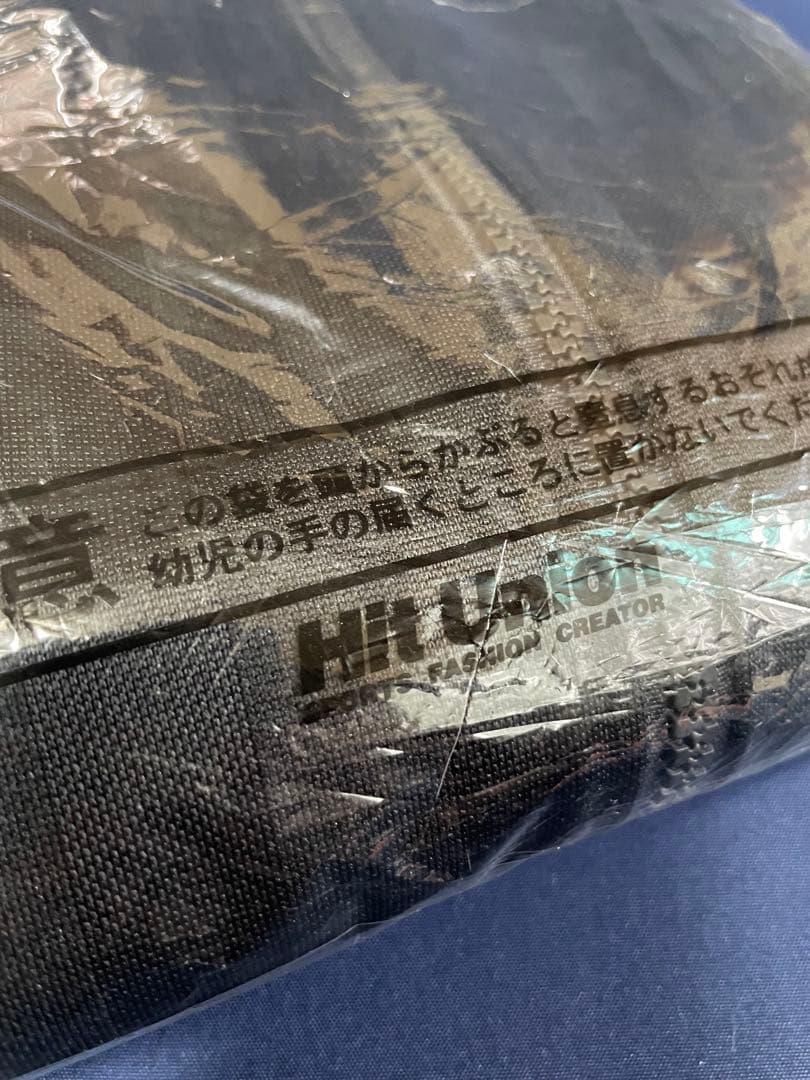 意
この袋を頭からかぶると窒息するおそれが
幼児の手の届くところに置かないでくだ
Hit Union
SPORTS FASHION CREATOR